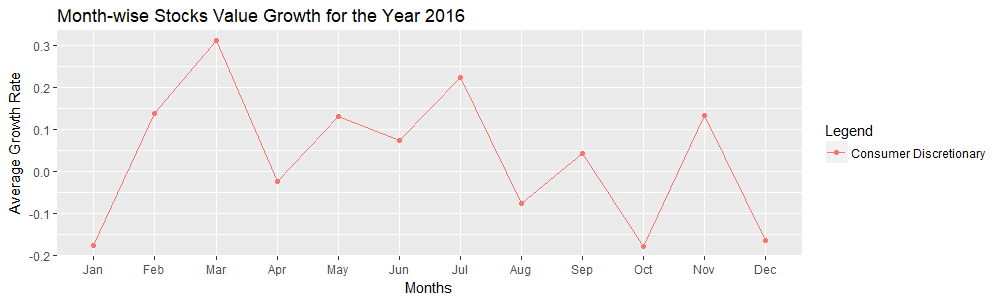 Month-wise Stocks Value Growth for the Year 2016
Average Growth Rate
0.3
0.2
0.1
0.0
-0.1
-0.2
Jan Feb Mar Apr May Jun Jul Aug Sep Oct Nov Dec
Months
Legend
Consumer Discretionary